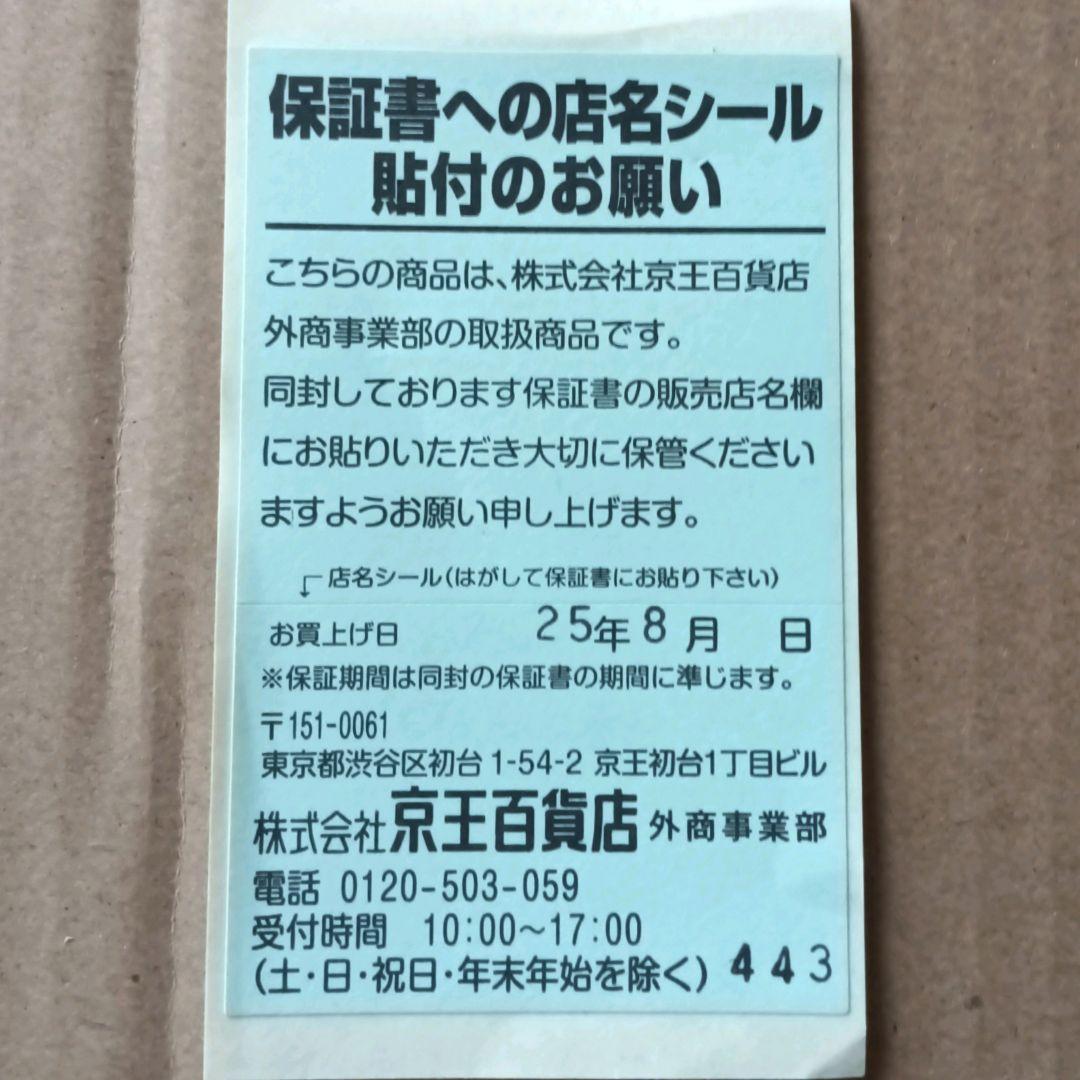 保証書への店名シール
貼付のお願い
こちらの商品は、株式会社京王百貨店
外商事業部の取扱商品です。
同封しております保証書の販売店名欄
にお貼りいただき大切に保管ください
ますようお願い申し上げます。
店名シール(はがして保証書にお貼り下さい)
お買上げ日 25年 8月 日
※保証期間は同封の保証書の期間に準じます。
〒151-0061
東京都渋谷区初台1-54-2 京王初台1丁目ビル
株式会社京王百貨店 外商事業部
電話 0120-503-059
受付時間 10:00〜17:00
(土・日・祝日・年末年始を除く) 443